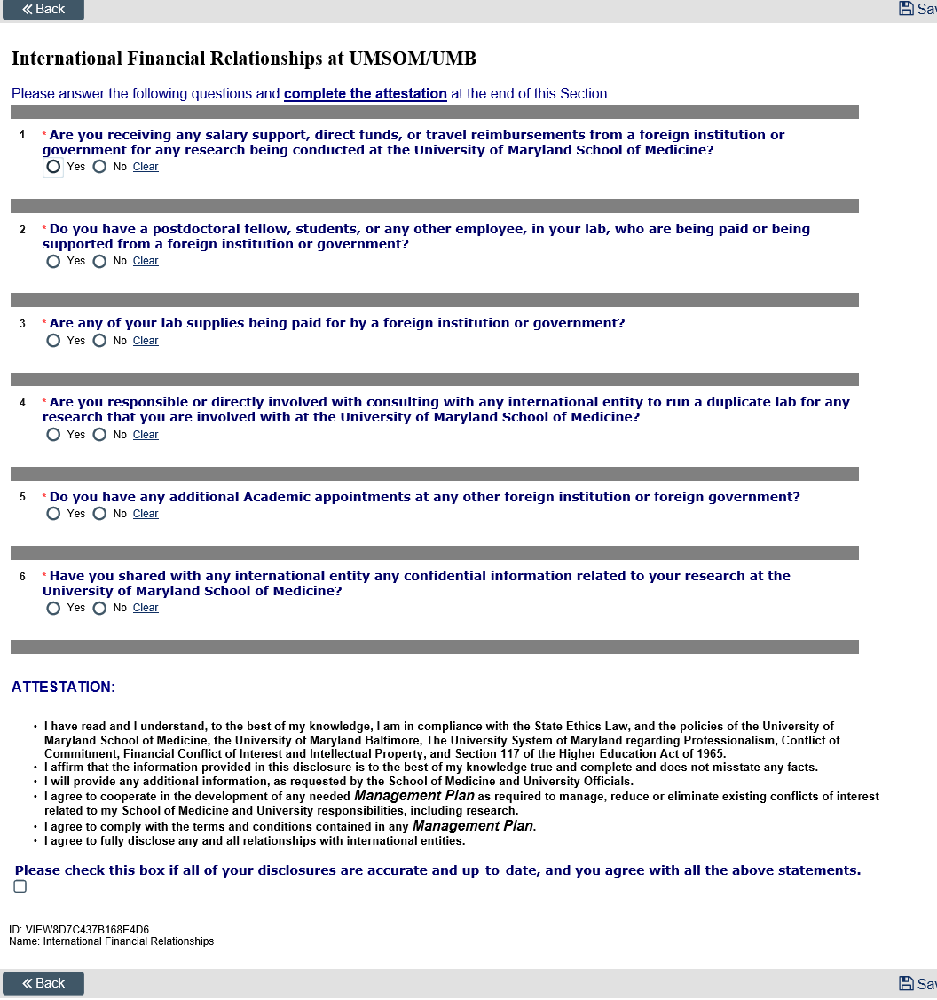 Back
Sav
International Financial Relationships at UMSOM/UMB
Please answer the following questions and complete the attestation at the end of this Section:
1 * Are you receiving any salary support, direct funds, or travel reimbursements from a foreign institution or
government for any research being conducted at the University of Maryland School of Medicine?
Yes No Clear
2 * Do you have a postdoctoral fellow, students, or any other employee, in your lab, who are being paid or being
supported from a foreign institution or government?
Yes No Clear
3 * Are any of your lab supplies being paid for by a foreign institution or government?
Yes No Clear
4 * Are you responsible or directly involved with consulting with any international entity to run a duplicate lab for any
research that you are involved with at the University of Maryland School of Medicine?
Yes No Clear
5 * Do you have any additional Academic appointments at any other foreign institution or foreign government?
Yes No Clear
6 * Have you shared with any international entity any confidential information related to your research at the
University of Maryland School of Medicine?
Yes No Clear
ATTESTATION:
• I have read and I understand, to the best of my knowledge, I am in compliance with the State Ethics Law, and the policies of the University of
Maryland School of Medicine, the University of Maryland Baltimore, The University System of Maryland regarding Professionalism, Conflict of
Commitment, Financial Conflict of Interest and Intellectual Property, and Section 117 of the Higher Education Act of 1965.
• I affirm that the information provided in this disclosure is to the best of my knowledge true and complete and does not misstate any facts.
• I will provide any additional information, as requested by the School of Medicine and University Officials.
• I agree to cooperate in the development of any needed Management Plan as required to manage, reduce or eliminate existing conflicts of interest
related to my School of Medicine and University responsibilities, including research.
• I agree to comply with the terms and conditions contained in any Management Plan.
• I agree to fully disclose any and all relationships with international entities.
Please check this box if all of your disclosures are accurate and up-to-date, and you agree with all the above statements.
ID: VIEW8D7C437B168E4D6
Name: International Financial Relationships
Back
Sav